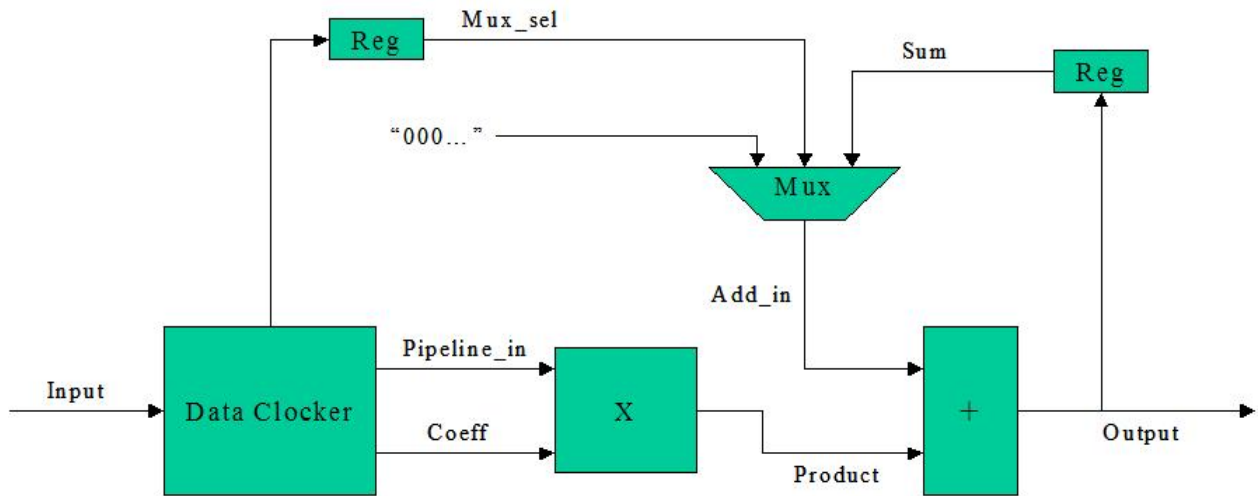 Mux_sel
Reg
Sum
Reg
“000...”
Mux
Add_in
Pipeline_in
Input
Data Clocker
X
+
Coeff
Output
Product